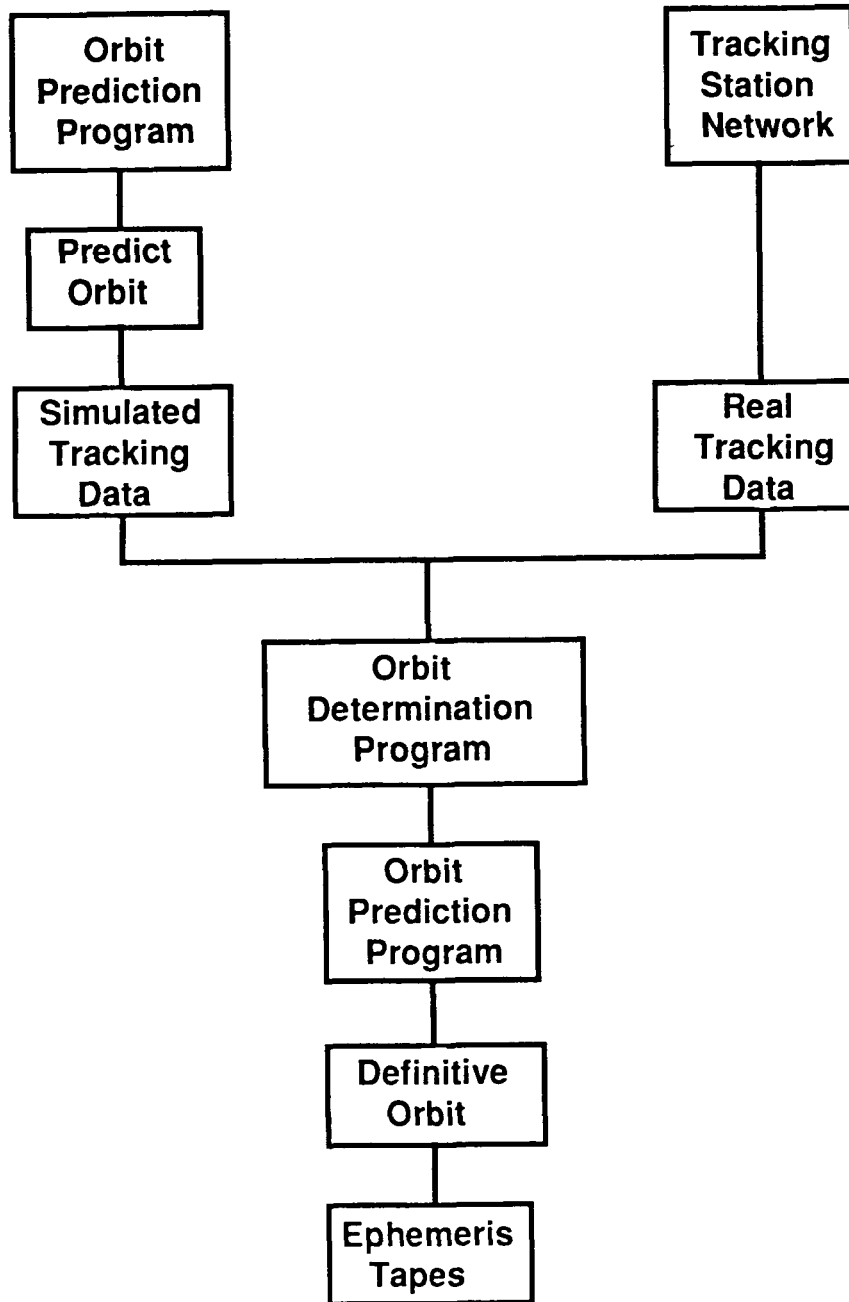 Orbit
Prediction
Program
Tracking
Station
Network
Predict
Orbit
Simulated
Tracking
Data
Real
Tracking
Data
Orbit
Determination
Program
Orbit
Prediction
Program
Definitive
Orbit
Ephemeris
Tapes